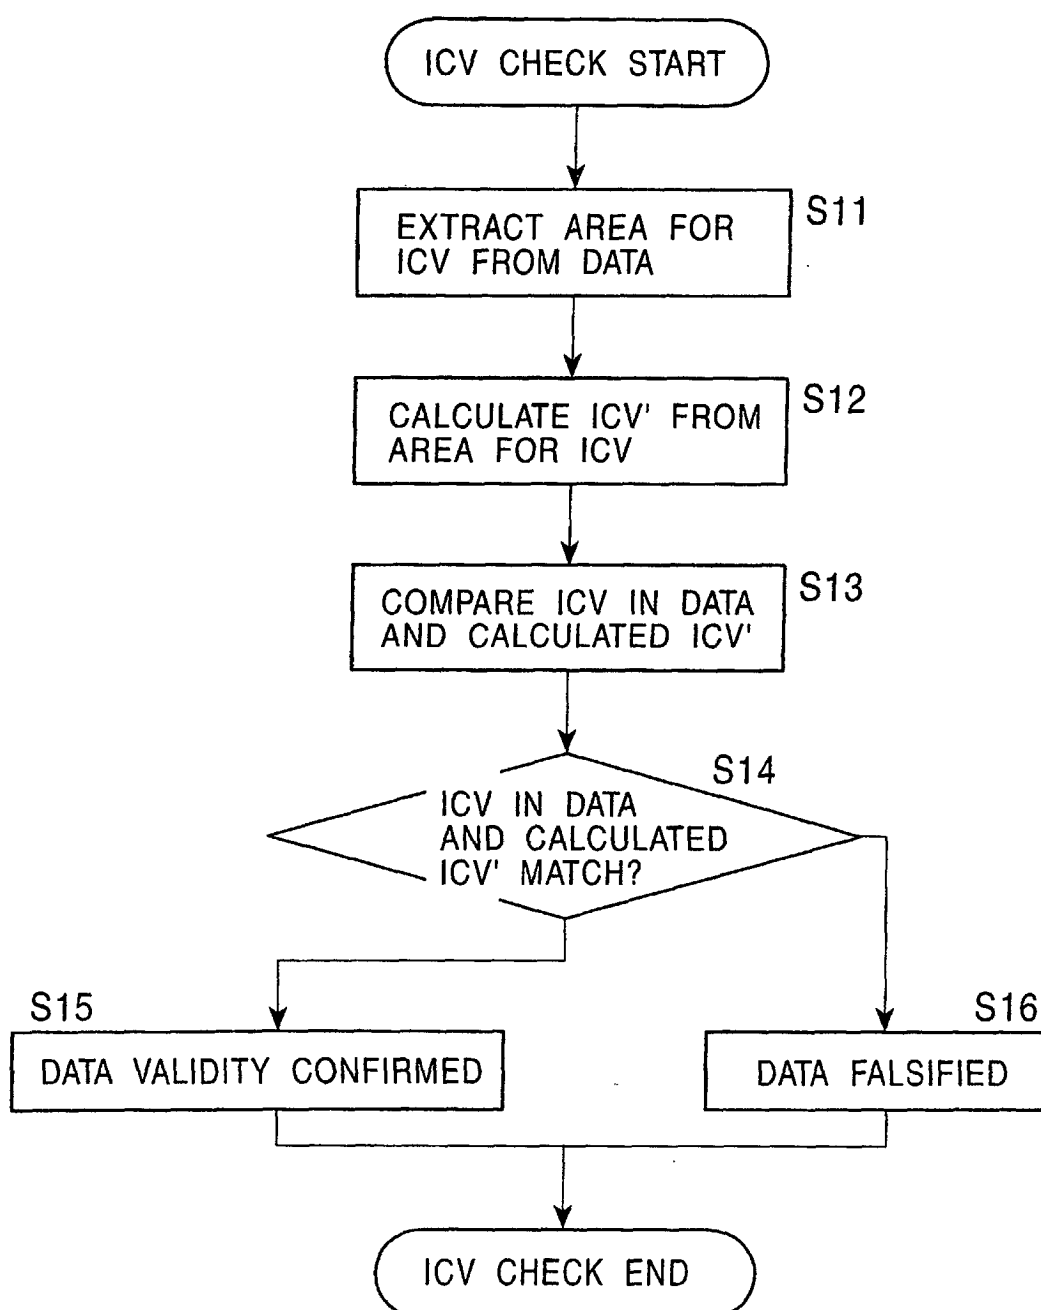 ICV CHECK START
S11
EXTRACT AREA FOR
ICV FROM DATA
S12
CALCULATE ICV' FROM
AREA FOR ICV
S13
COMPARE ICV IN DATA
AND CALCULATED ICV'
S14
ICV IN DATA
AND CALCULATED
ICV' MATCH?
S15
DATA VALIDITY CONFIRMED
S16
DATA FALSIFIED
ICV CHECK END